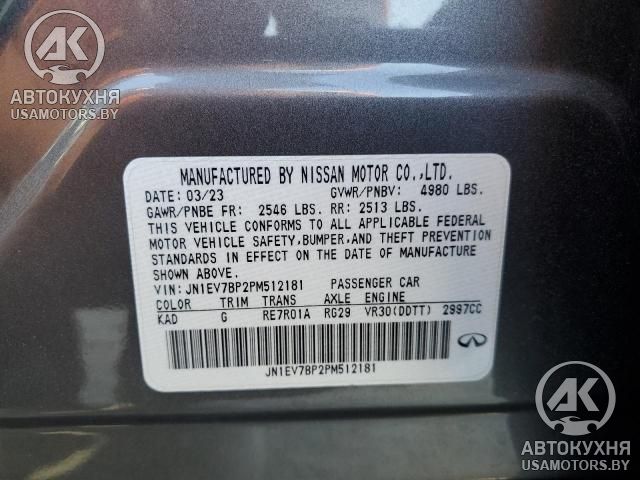 AK
АВТОКУХНЯ
USAMOTORS.BY
MANUFACTURED BY NISSAN MOTOR CO.,LTD.
DATE: 03/23 GVWR/PNBV: 4980 LBS.
GAWR/PNBE FR: 2546 LBS. RR: 2513 LBS.
THIS VEHICLE CONFORMS TO ALL APPLICABLE FEDERAL
MOTOR VEHICLE SAFETY,BUMPER,AND THEFT PREVENTION
STANDARDS IN EFFECT ON THE DATE OF MANUFACTURE
SHOWN ABOVE.
VIN: JN1EV7BP2PM512181 PASSENGER CAR
COLOR TRIM TRANS AXLE ENGINE
KAD G RE7R01A RG29 VR30(DDTT) 2997CC
JN1EV7BP2PM512181
AK
АВТОКУХНЯ
USAMOTORS.BY